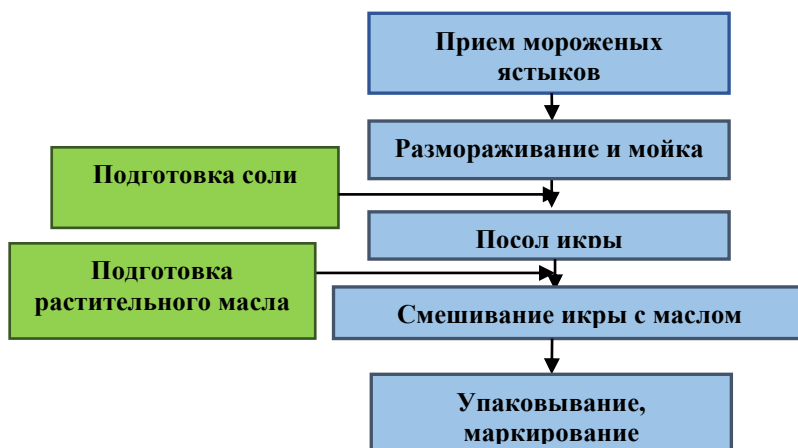 Прием мороженых
ястыков
Размораживание и мойка
Подготовка соли
Посол икры
Подготовка
растительного масла
Смешивание икры с маслом
Упаковывание,
маркирование